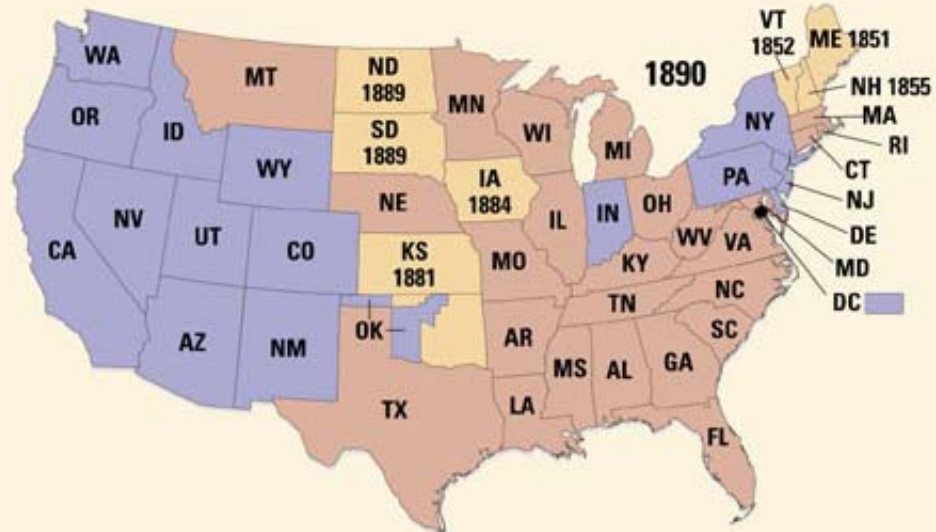 1890
WA
OR
CA
NV
ID
MT
WY
UT
CO
AZ
NM
ND
1889
SD
1889
NE
KS
1881
OK
TX
MN
IA
1884
MO
AR
LA
WI
IL
MI
IN
OH
KY
TN
MS
AL
GA
FL
SC
NC
VA
WV
PA
NY
VT
1852
ME 1851
NH 1855
MA
RI
CT
NJ
DE
MD
DC